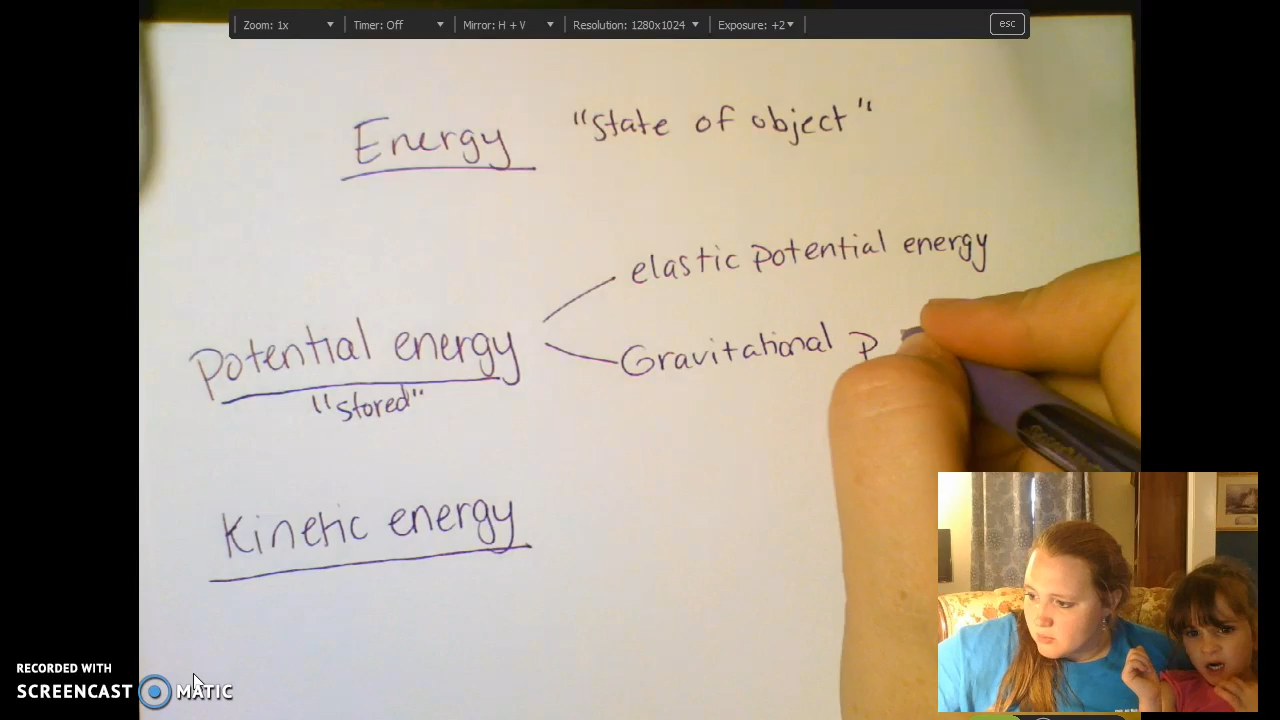 Zoom: 1x Timer: Off Mirror: H + V Resolution: 1280x1024 Exposure: +2 esc
Energy "state of object"
elastic potential energy
Potential energy Gravitational P
"stored"
Kinetic energy
RECORDED WITH
SCREENCAST MATIC